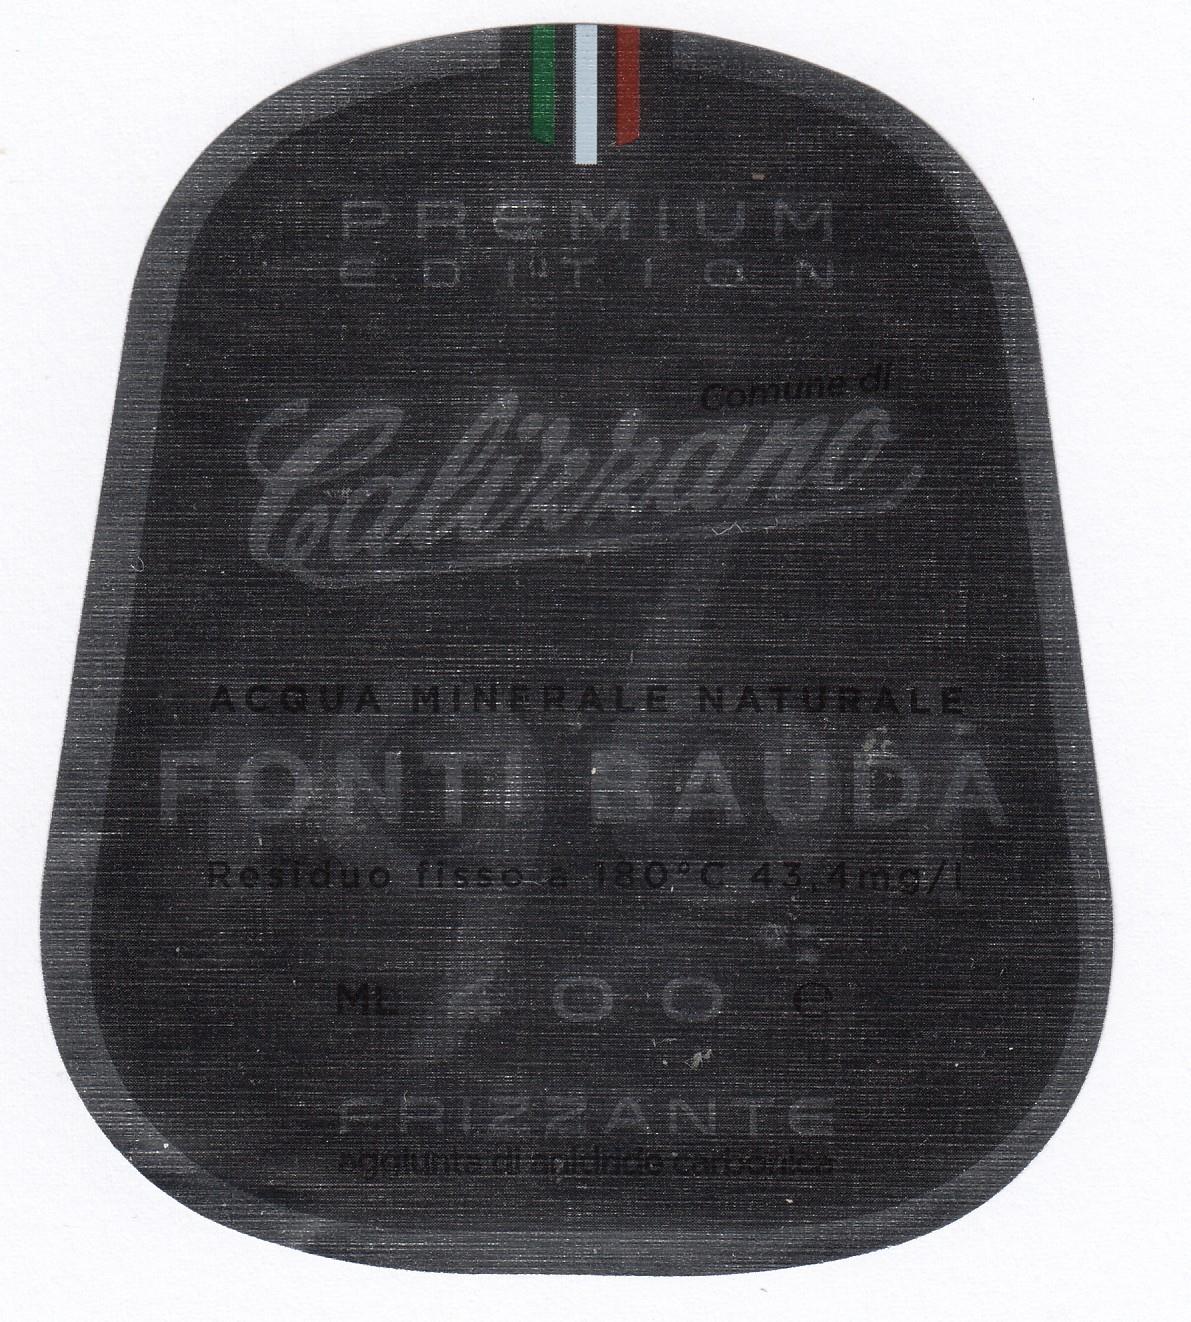 PREMIUM
EDITION
Comune di
Calizzano
ACQUA MINERALE NATURALE
FONTI BAUDA
Residuo fisso a 180°C 43,4mg/l
ML 400 e
FRIZZANTE
aggiunta di anidride carbonica